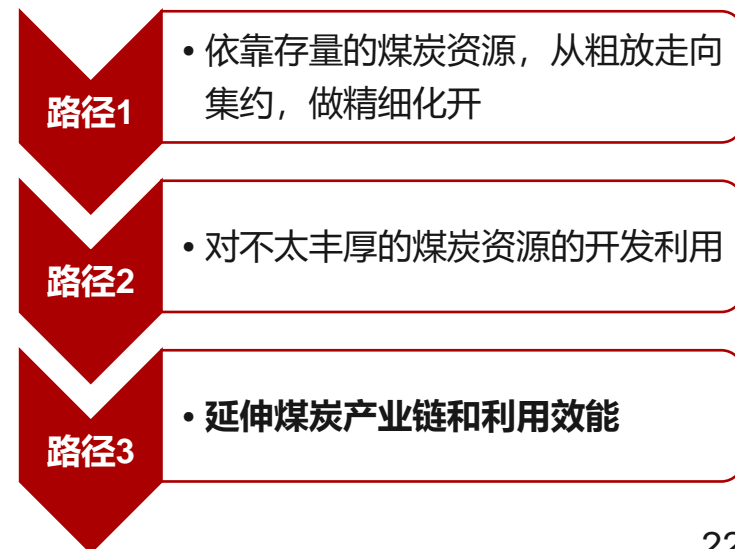 路径1
• 依靠存量的煤炭资源，从粗放走向
集约，做精细化开
路径2
• 对不太丰厚的煤炭资源的开发利用
路径3
• 延伸煤炭产业链和利用效能
22